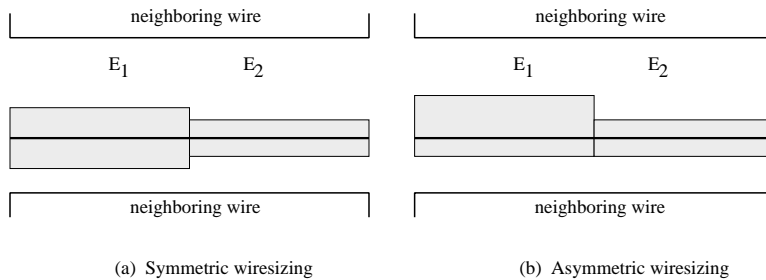 neighboring wire
E1 E2
neighboring wire
(a) Symmetric wiresizing
neighboring wire
E1 E2
neighboring wire
(b) Asymmetric wiresizing